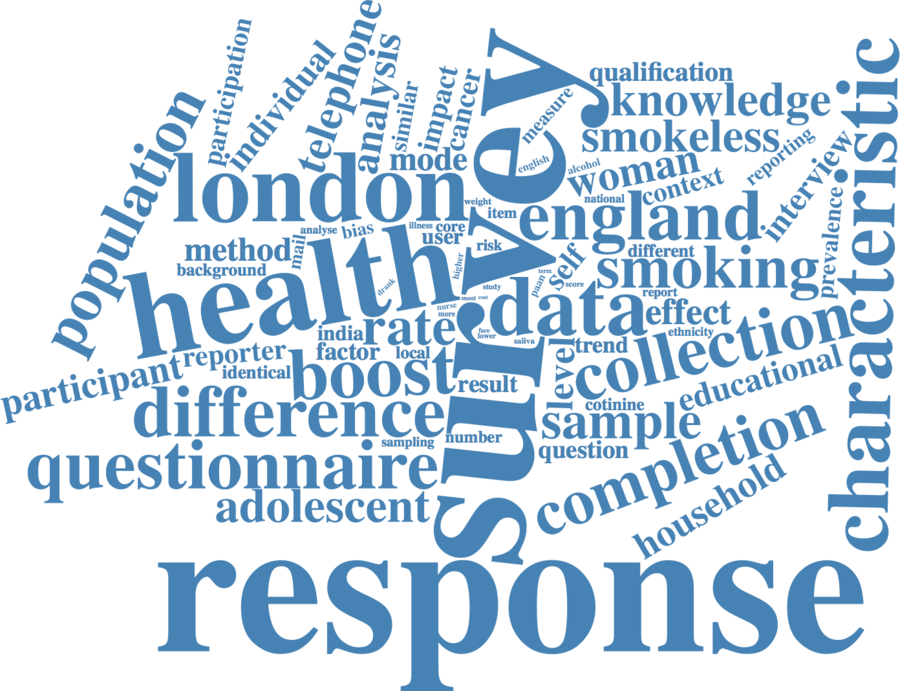 participation
individual
telephone
analysis
similar
impact
cancer
survey
measure
qualification
knowledge
smokeless
characteristic
population
london
mode
english
alcohol
woman
context
reporting
interview
national
weight
item
england
prevalence
method
mail
analyse
bias
illness
core
user
risk
self
different
smoking
background
health
drank
higher
study
term
paan
score
report
most
cost
data
effect
ethnicity
nurse
more
india
rate
face
lower
saliva
trend
collection
participant
reporter
factor
local
identical
boost
result
level
educational
cotinine
difference
sampling
number
sample
question
questionnaire
completion
adolescent
household
response